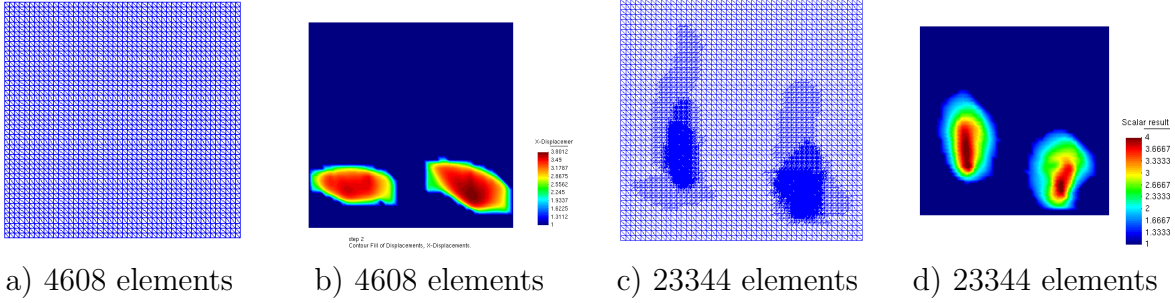 X-Displacemer
3.8012
3.49
3.1787
2.8675
2.5562
2.245
1.9337
1.6225
1.3112
1
step 2
Contour Fill of Displacements, X-Displacements.
Scalar result
4
3.6667
3.3333
3
2.6667
2.3333
2
1.6667
1.3333
1
a) 4608 elements
b) 4608 elements
c) 23344 elements
d) 23344 elements